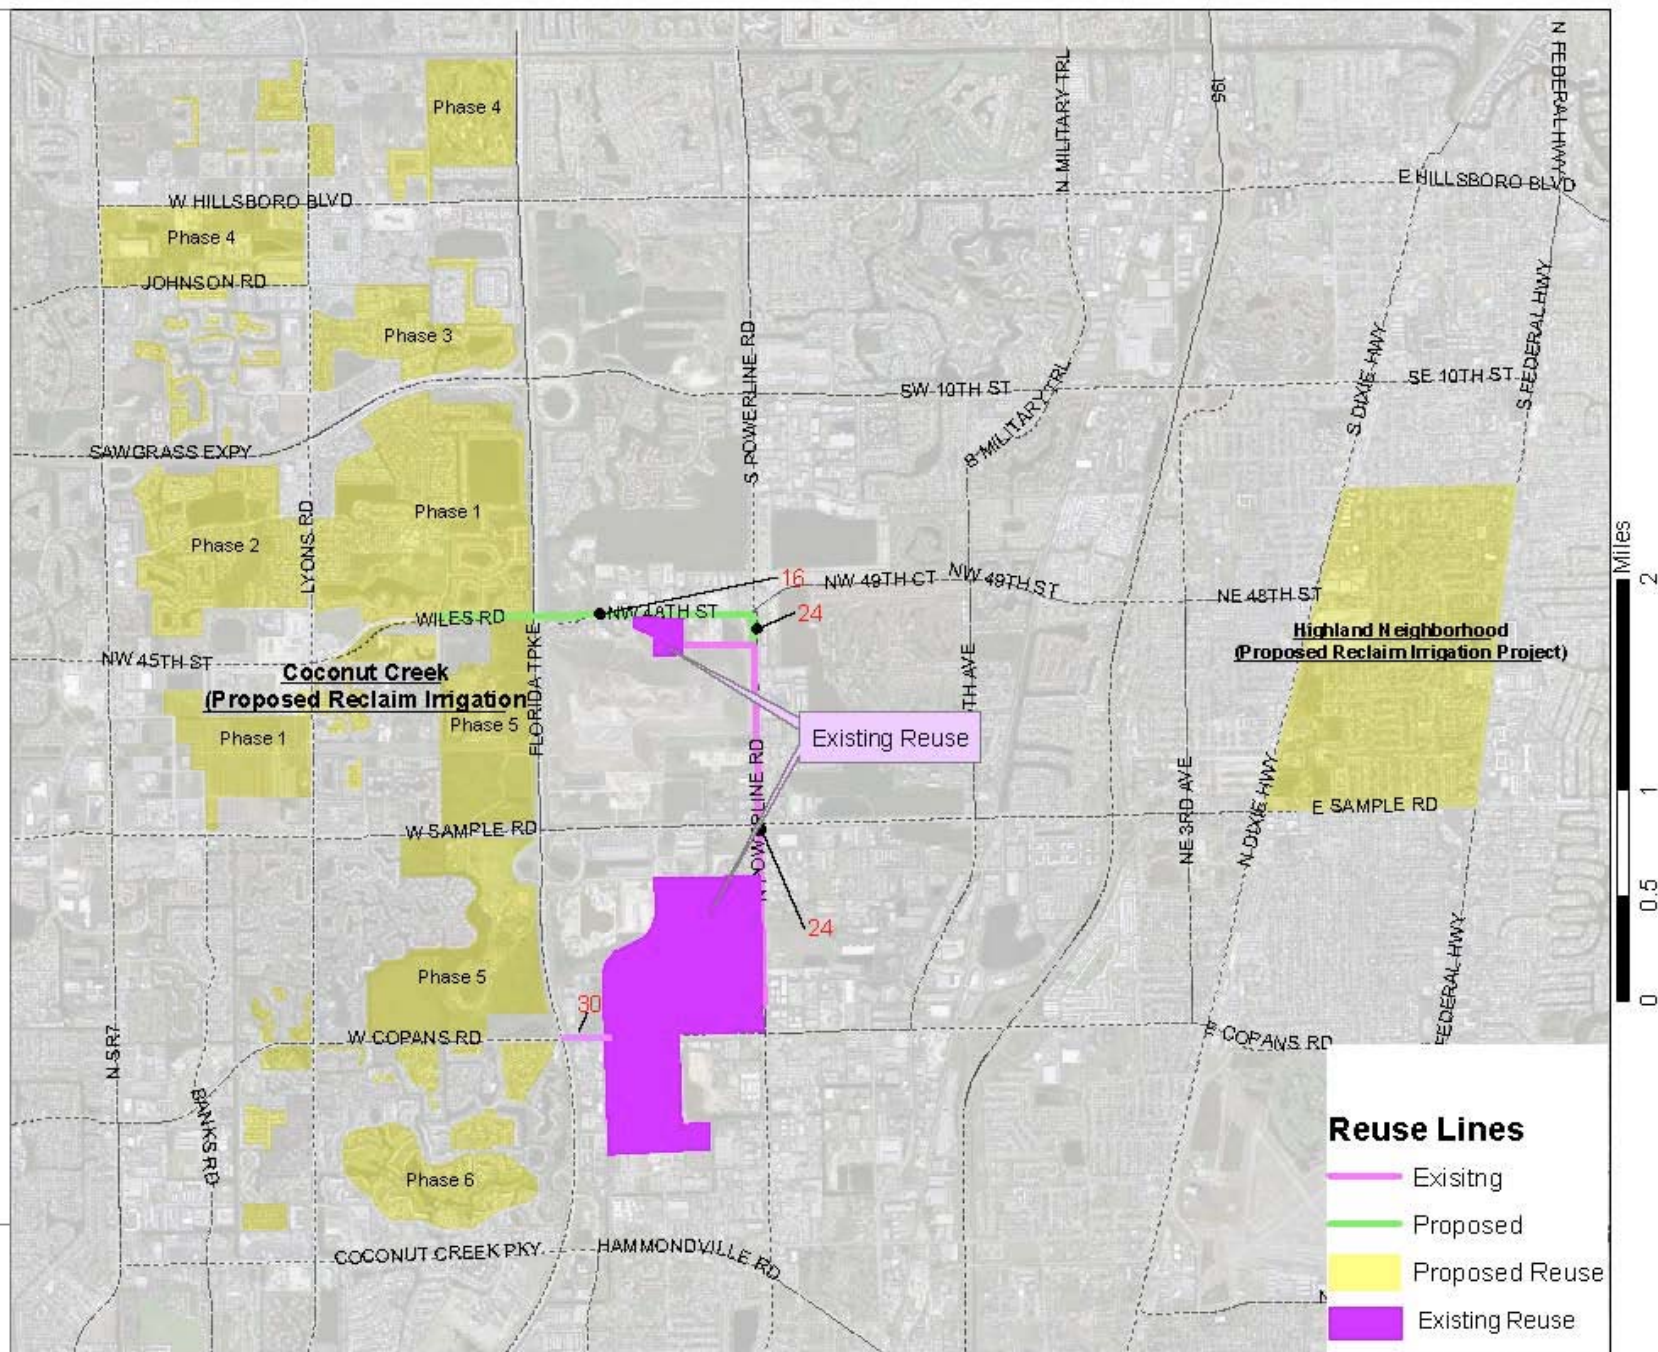 N FEDERAL HWY
Phase 4
N MILITARY TRL
I95
E HILLSBORO BLVD
W HILLSBORO BLVD
Phase 4
JOHNSON RD
Phase 3
S POWERLINE RD
S DIXIE HWY
S FEDERAL HWY
SW 10TH ST
SE 10TH ST
S MILITARY TRL
SAWGRASS EXPY
Phase 1
Phase 2
LYONS RD
Miles
2
1
0.5
0
16
NW 49TH CT
NW 49TH ST
NE 48TH ST
WILES RD
NW 48TH ST
24
Highland Neighborhood
(Proposed Reclaim Irrigation Project)
NW 45TH ST
Coconut Creek
(Proposed Reclaim Irrigation
FLORIDA TPKE
TH AVE
Phase 5
Phase 1
Existing Reuse
N POWERLINE RD
NE 3RD AVE
N DIXIE HWY
E SAMPLE RD
W SAMPLE RD
24
Phase 5
30
FEDERAL HWY
W COPANS RD
E COPANS RD
N SR7
BANKS RD
Phase 6
COCONUT CREEK PKY
HAMMONDVILLE RD
Reuse Lines
Exisitng
Proposed
Proposed Reuse
Existing Reuse
N